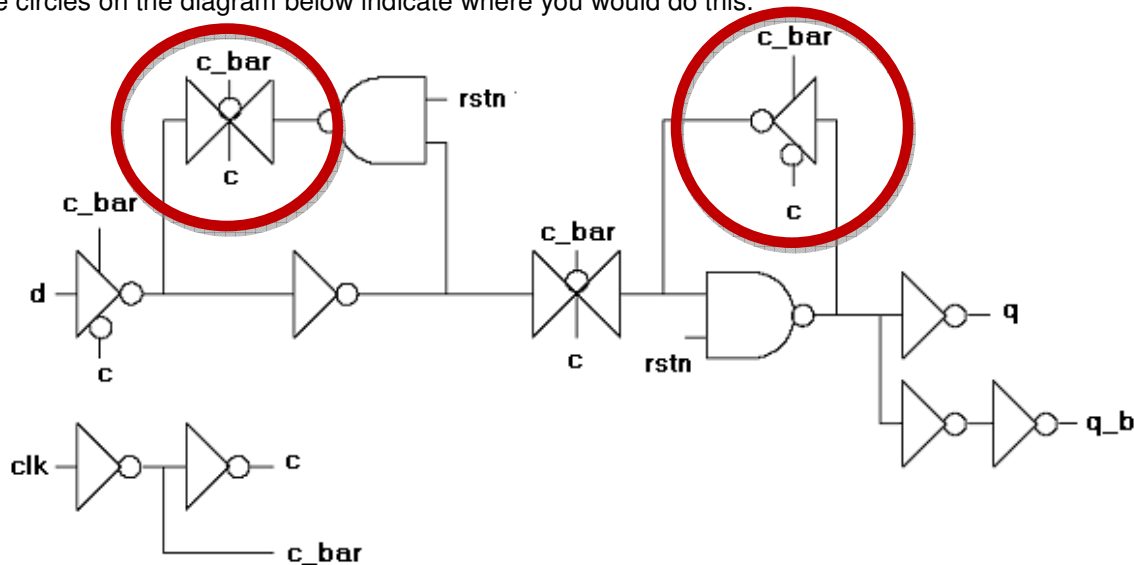 e circles on the diagram below indicate where you would do this.
c_bar
c_bar
rstn
c
c
c_bar
c_bar
d
q
c
c
rstn
q_b
clk
c
c_bar